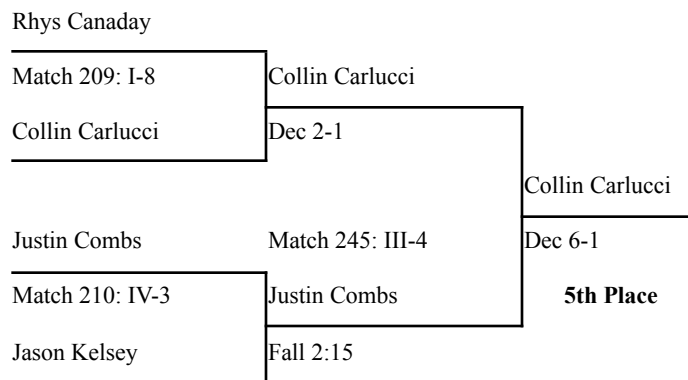 Rhys Canaday
Match 209: I-8
Collin Carlucci
Collin Carlucci
Dec 2-1
Collin Carlucci
Justin Combs
Match 245: III-4
Dec 6-1
Match 210: IV-3
Justin Combs
5th Place
Jason Kelsey
Fall 2:15